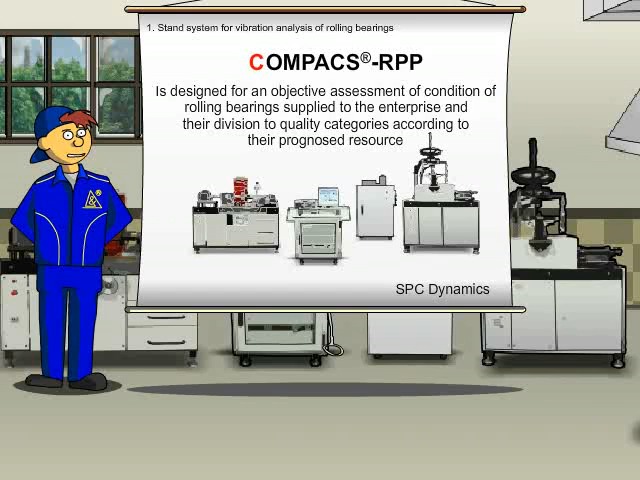 1. Stand system for vibration analysis of rolling bearings
COMPACS®-RPP
Is designed for an objective assessment of condition of
rolling bearings supplied to the enterprise and
their division to quality categories according to
their prognosed resource
SPC Dynamics